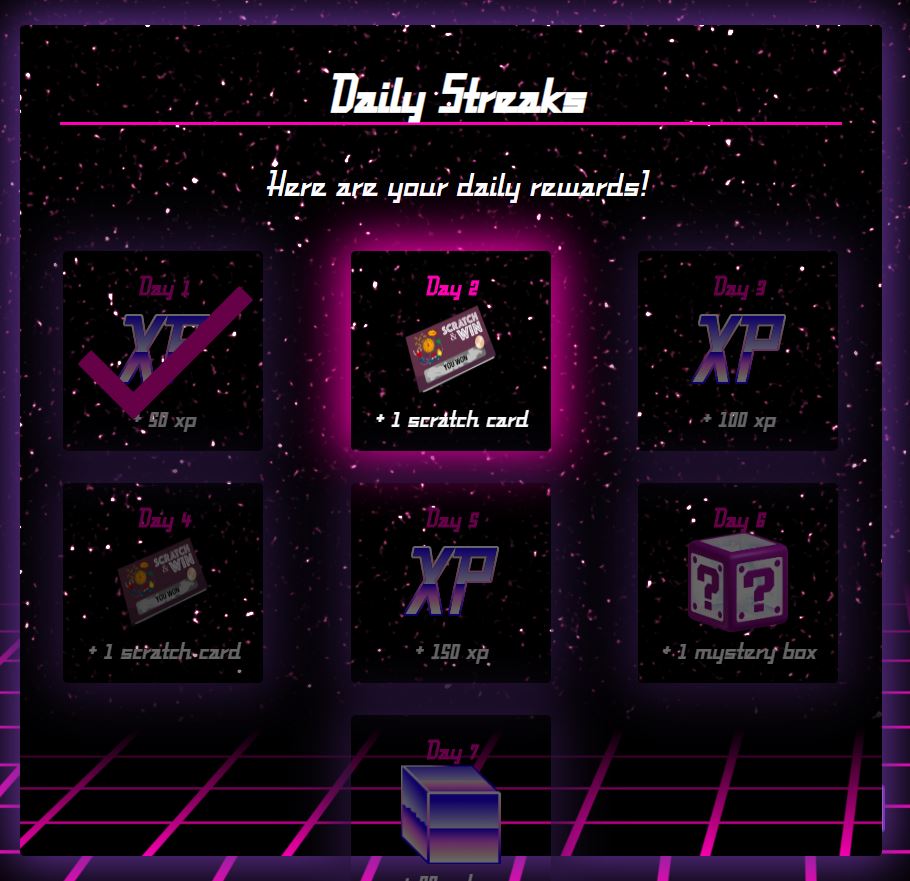 Daily Streaks
Here are your daily rewards!
Day 1
XP
+ 50 xp
Day 2
SCRATCH
& WIN
YOU WON
+ 1 scratch card
Day 3
XP
+ 100 xp
Day 4
SCRATCH
& WIN
YOU WON
+ 1 scratch card
Day 5
XP
+ 150 xp
Day 6
? ?
+ 1 mystery box
Day 7